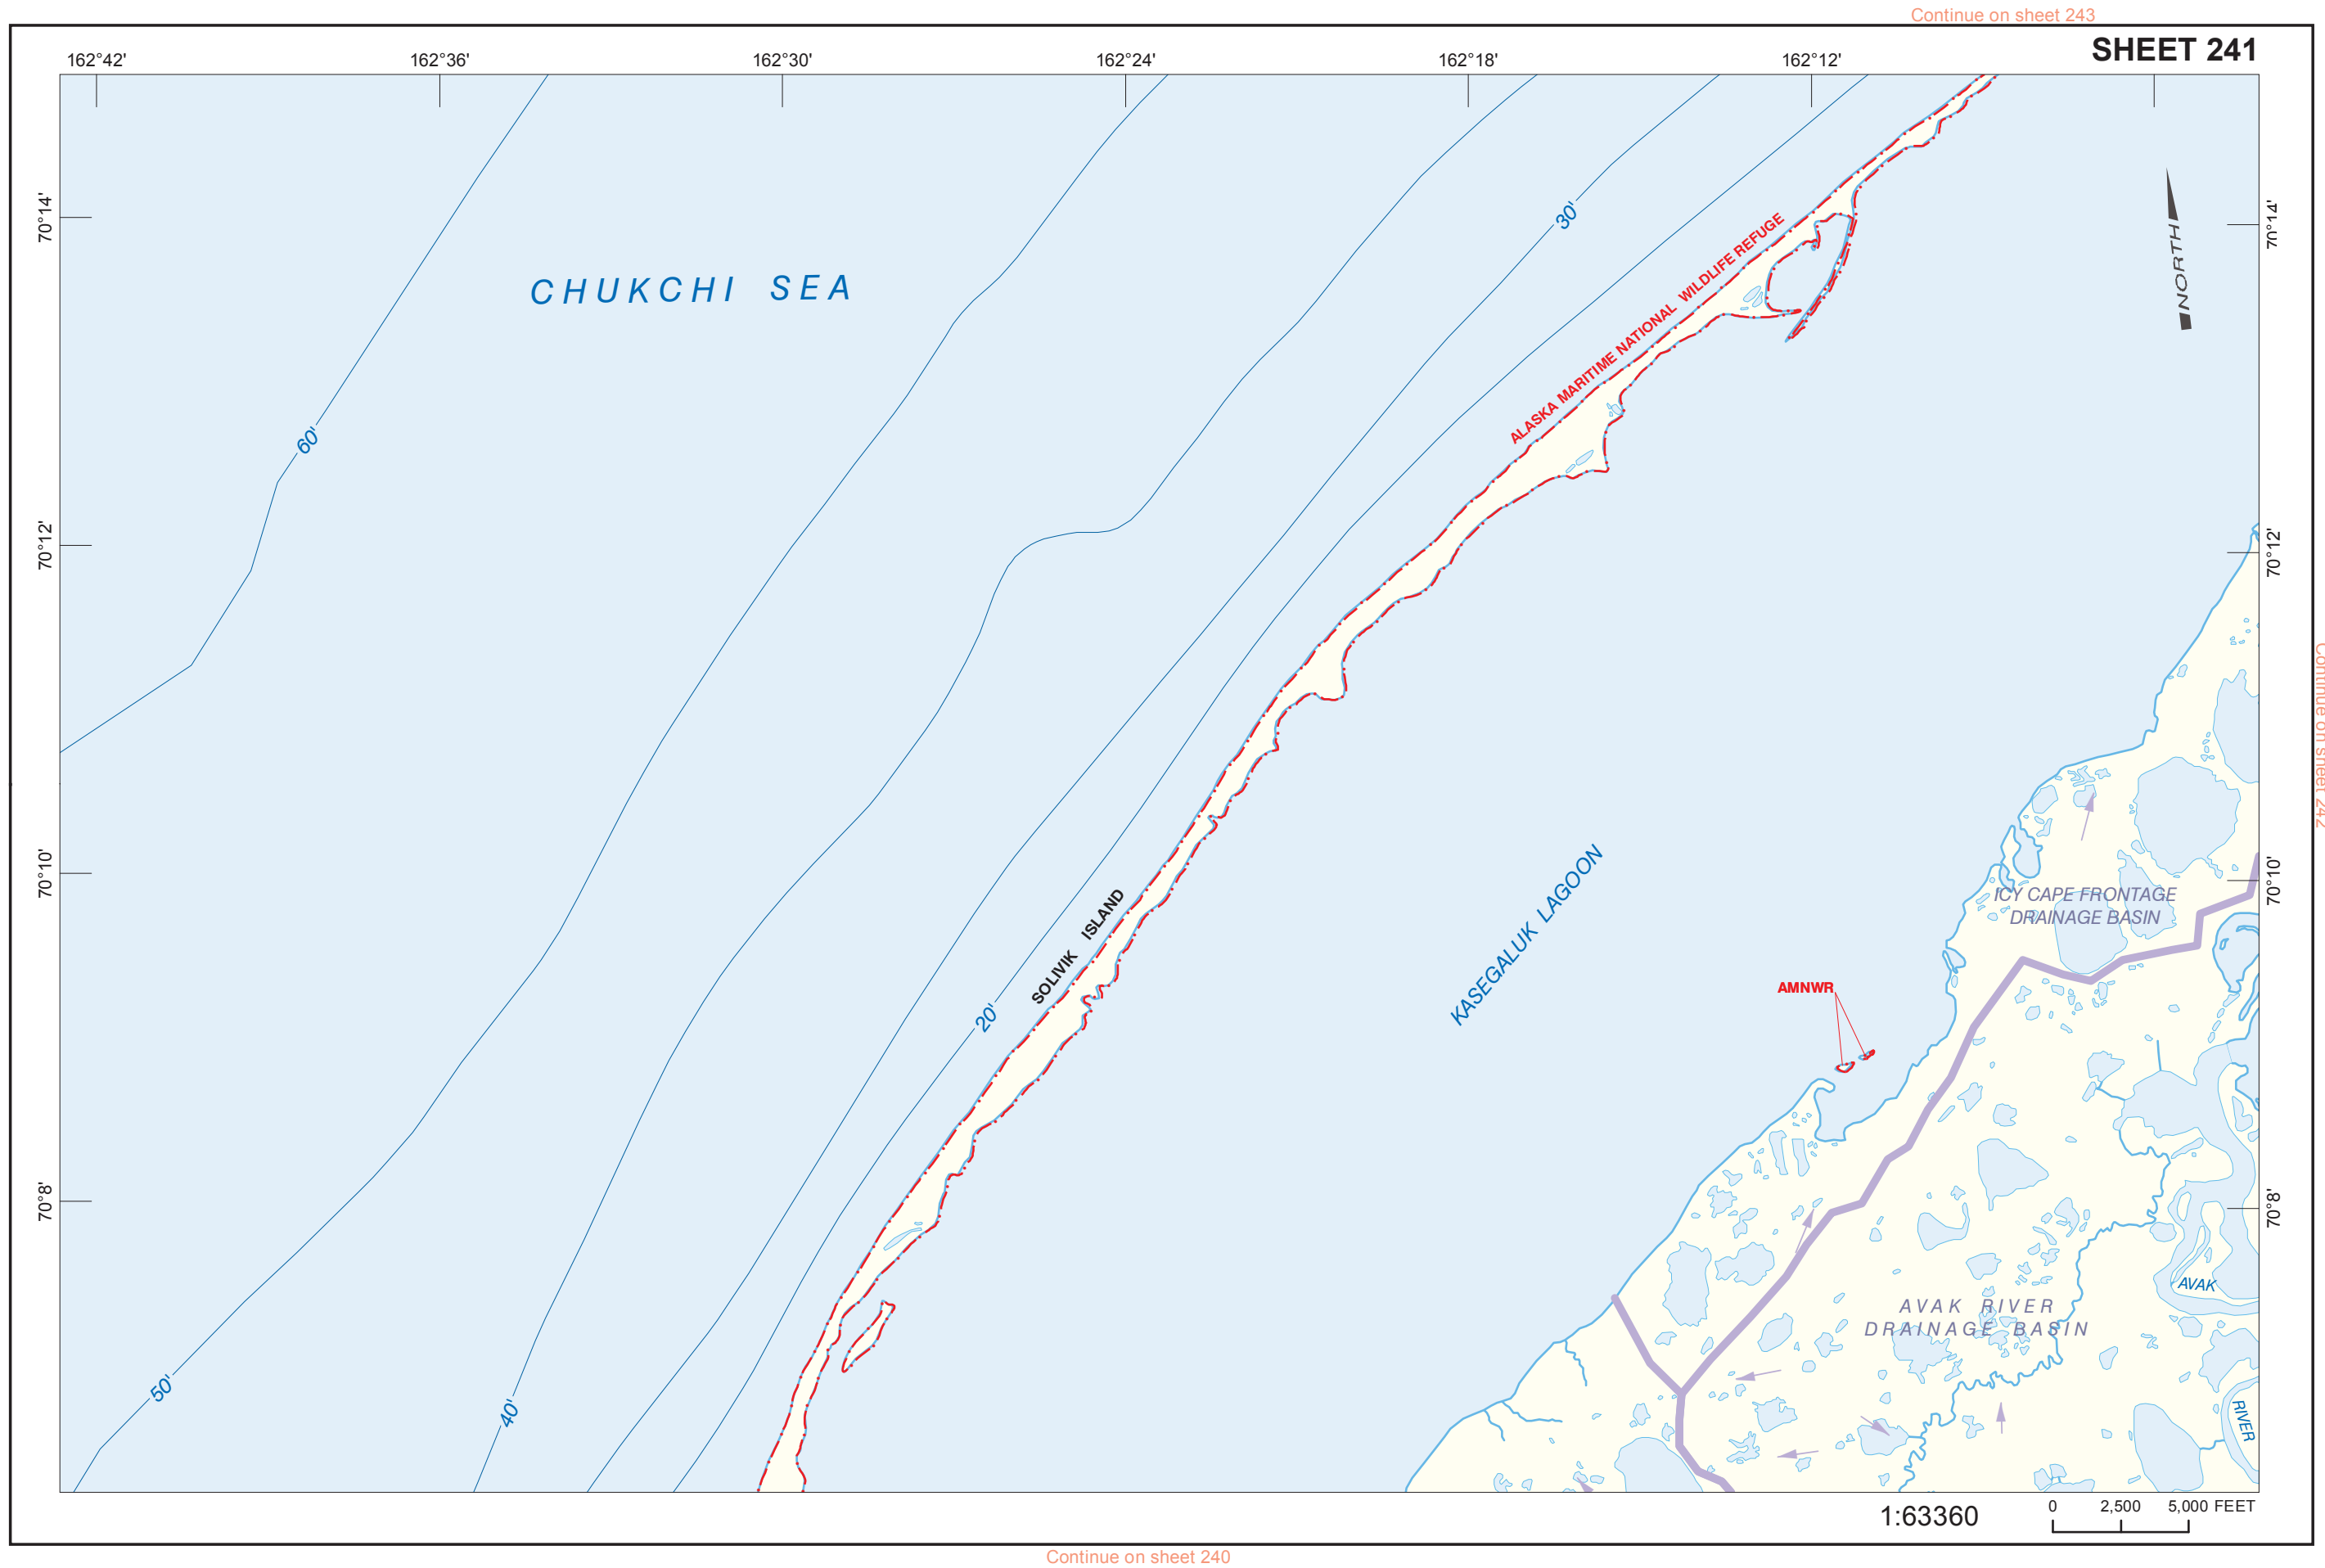 Continue on sheet 243
SHEET 241
162°42'
162°36'
162°30'
162°24'
162°18'
162°12'
70°14'
70°14'
30'
NORTH
CHUKCHI SEA
ALASKA MARITIME NATIONAL WILDLIFE REFUGE
60'
70°12'
70°12'
Continue on sheet 242
70°10'
70°10'
ICY CAPE FRONTAGE
DRAINAGE BASIN
KASEGALUK LAGOON
SOLIVIK ISLAND
AMNWR
20'
70°8'
70°8'
AVAK
AVAK RIVER
DRAINAGE BASIN
50'
40'
RIVER
1:63360
0 2,500 5,000 FEET
Continue on sheet 240